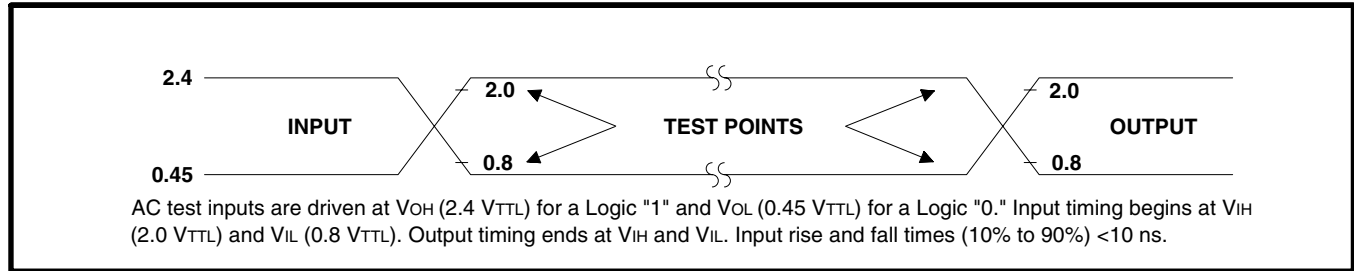 2.4
2.0 2.0
INPUT TEST POINTS OUTPUT
0.8 0.8
0.45
AC test inputs are driven at VOH (2.4 VTTL) for a Logic "1" and VOL (0.45 VTTL) for a Logic "0." Input timing begins at VIH
(2.0 VTTL) and VIL (0.8 VTTL). Output timing ends at VIH and VIL. Input rise and fall times (10% to 90%) <10 ns.